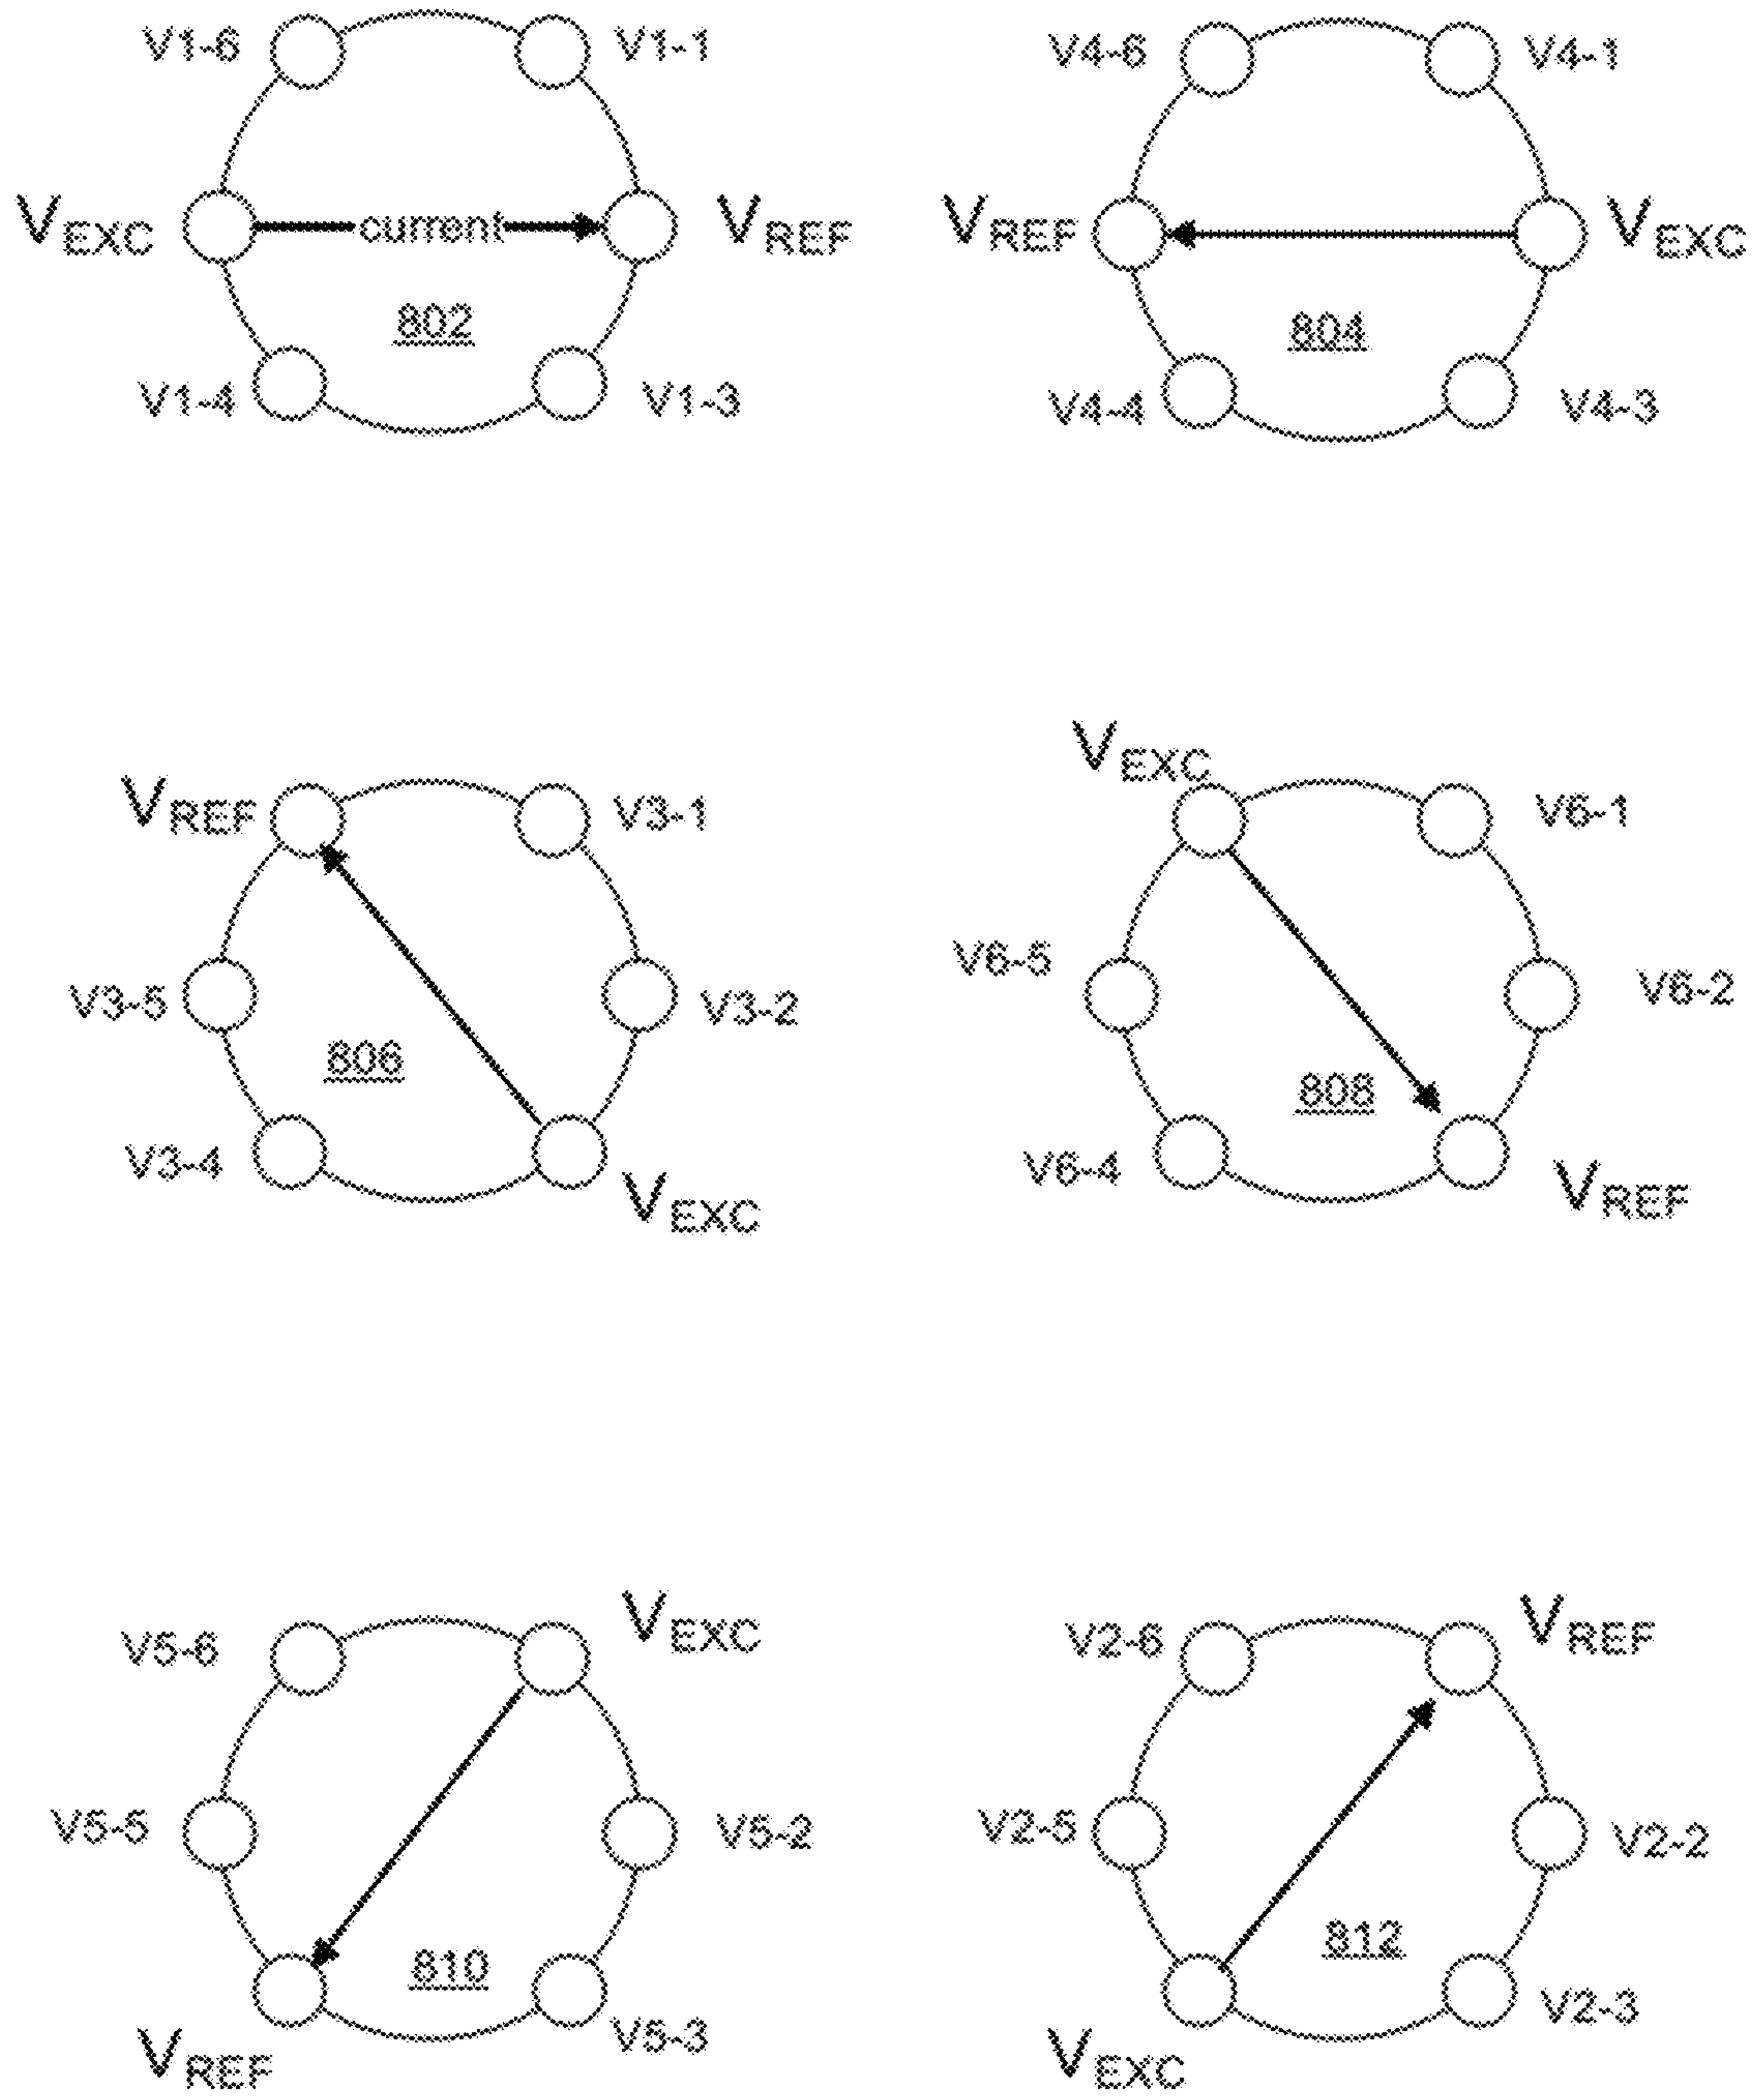 V1-6
V1-1
VEXC
current
VREF
802
V1-4
V1-3
V4-6
V4-1
VREF
VEXC
804
V4-4
V4-3
VREF
V3-1
V3-5
V3-2
806
V3-4
VEXC
VEXC
V6-1
V6-5
V6-2
808
V6-4
VREF
V5-6
VEXC
V5-5
V5-2
810
V5-3
VREF
V2-6
VREF
V2-5
V2-2
812
V2-3
VEXC